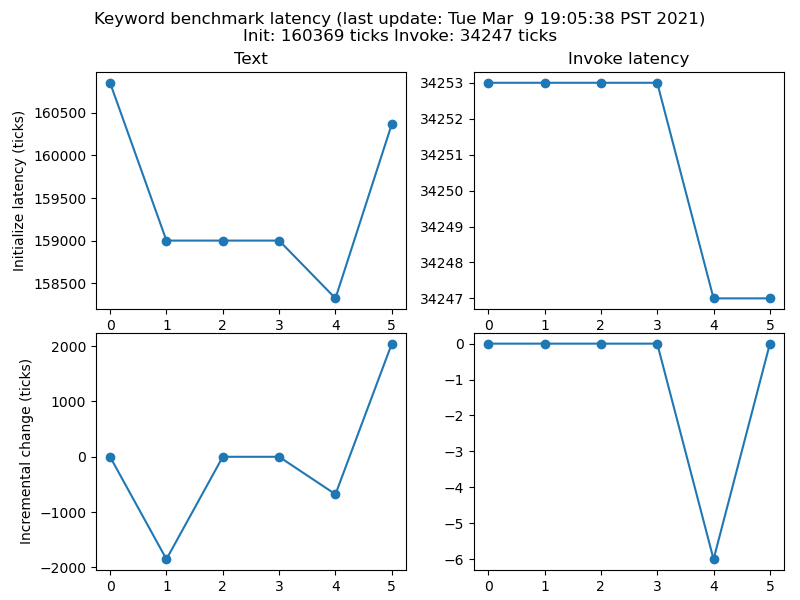 Keyword benchmark latency (last update: Tue Mar  9 19:05:38 PST 2021)
Init: 160369 ticks Invoke: 34247 ticks
Text
Initialize latency (ticks)
160500
160000
159500
159000
158500
0 1 2 3 4 5
Invoke latency
34253
34252
34251
34250
34249
34248
34247
0 1 2 3 4 5
Incremental change (ticks)
2000
1000
0
−1000
−2000
0 1 2 3 4 5
0
−1
−2
−3
−4
−5
−6
0 1 2 3 4 5